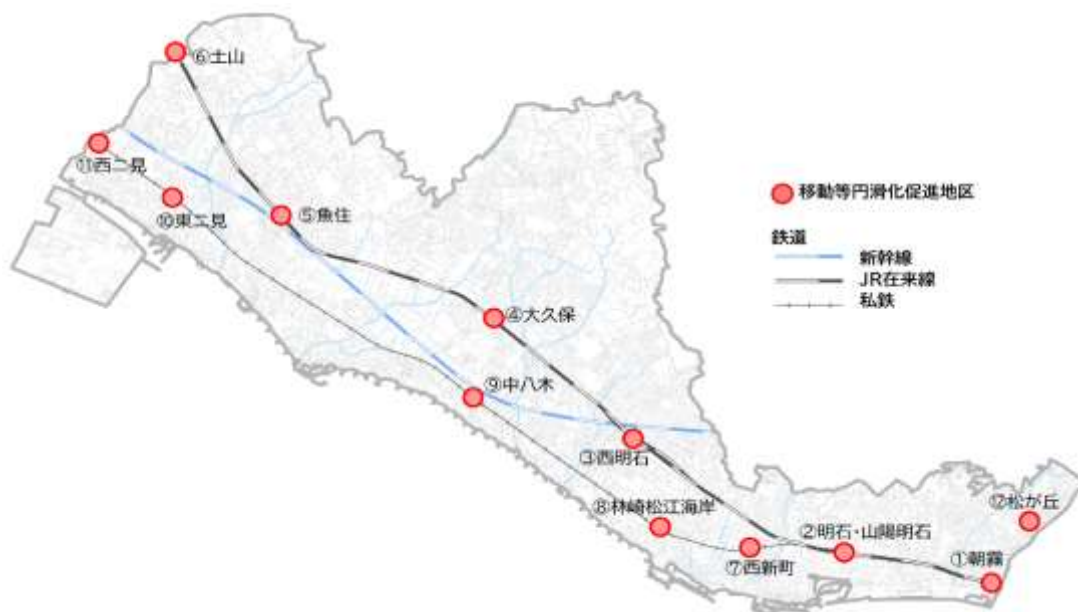 ⑥土山
⑪西二見
⑩東二見
⑤魚住
④大久保
⑨中八木
③西明石
⑧林崎松江海岸
⑦西新町
②明石・山陽明石
⑫松が丘
①朝霧
移動等円滑化促進地区
鉄道
新幹線
JR在来線
私鉄